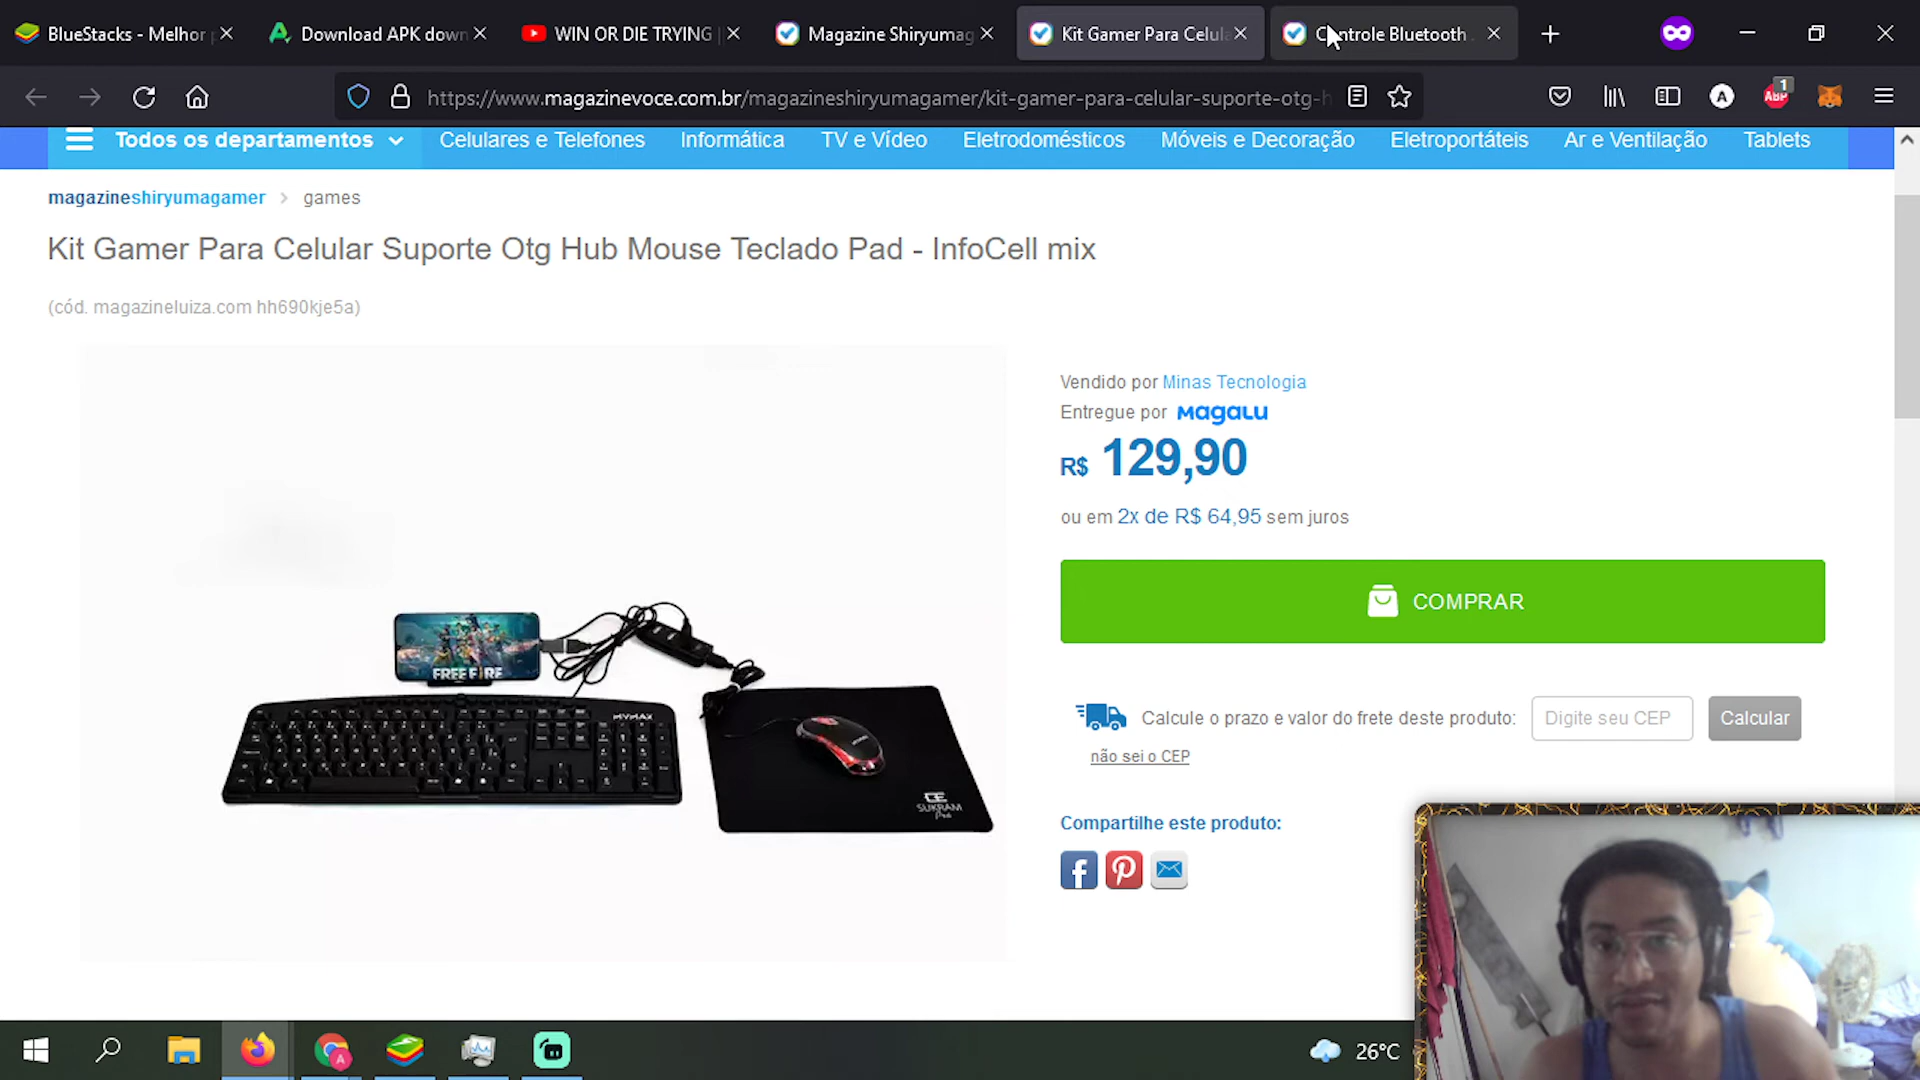 BlueStacks - Melhor p
Download APK down
WIN OR DIE TRYING |
Magazine Shiryumag
Kit Gamer Para Celula
Controle Bluetooth
https://www.magazinevoce.com.br/magazineshiryumagamer/kit-gamer-para-celular-suporte-otg-h
A
ABP
1
Todos os departamentos
Celulares e Telefones
Informática
TV e Vídeo
Eletrodomésticos
Móveis e Decoração
Eletroportáteis
Ar e Ventilação
Tablets
magazineshiryumagamer > games
Kit Gamer Para Celular Suporte Otg Hub Mouse Teclado Pad - InfoCell mix
(cód. magazineluiza.com hh690kje5a)
Vendido por Minas Tecnologia
Entregue por Magalu
R$ 129,90
ou em 2x de R$ 64,95 sem juros
COMPRAR
FREE FIRE
MYMAX
SUKRAM
Calcule o prazo e valor do frete deste produto:
Digite seu CEP
Calcular
não sei o CEP
Compartilhe este produto:
26°C